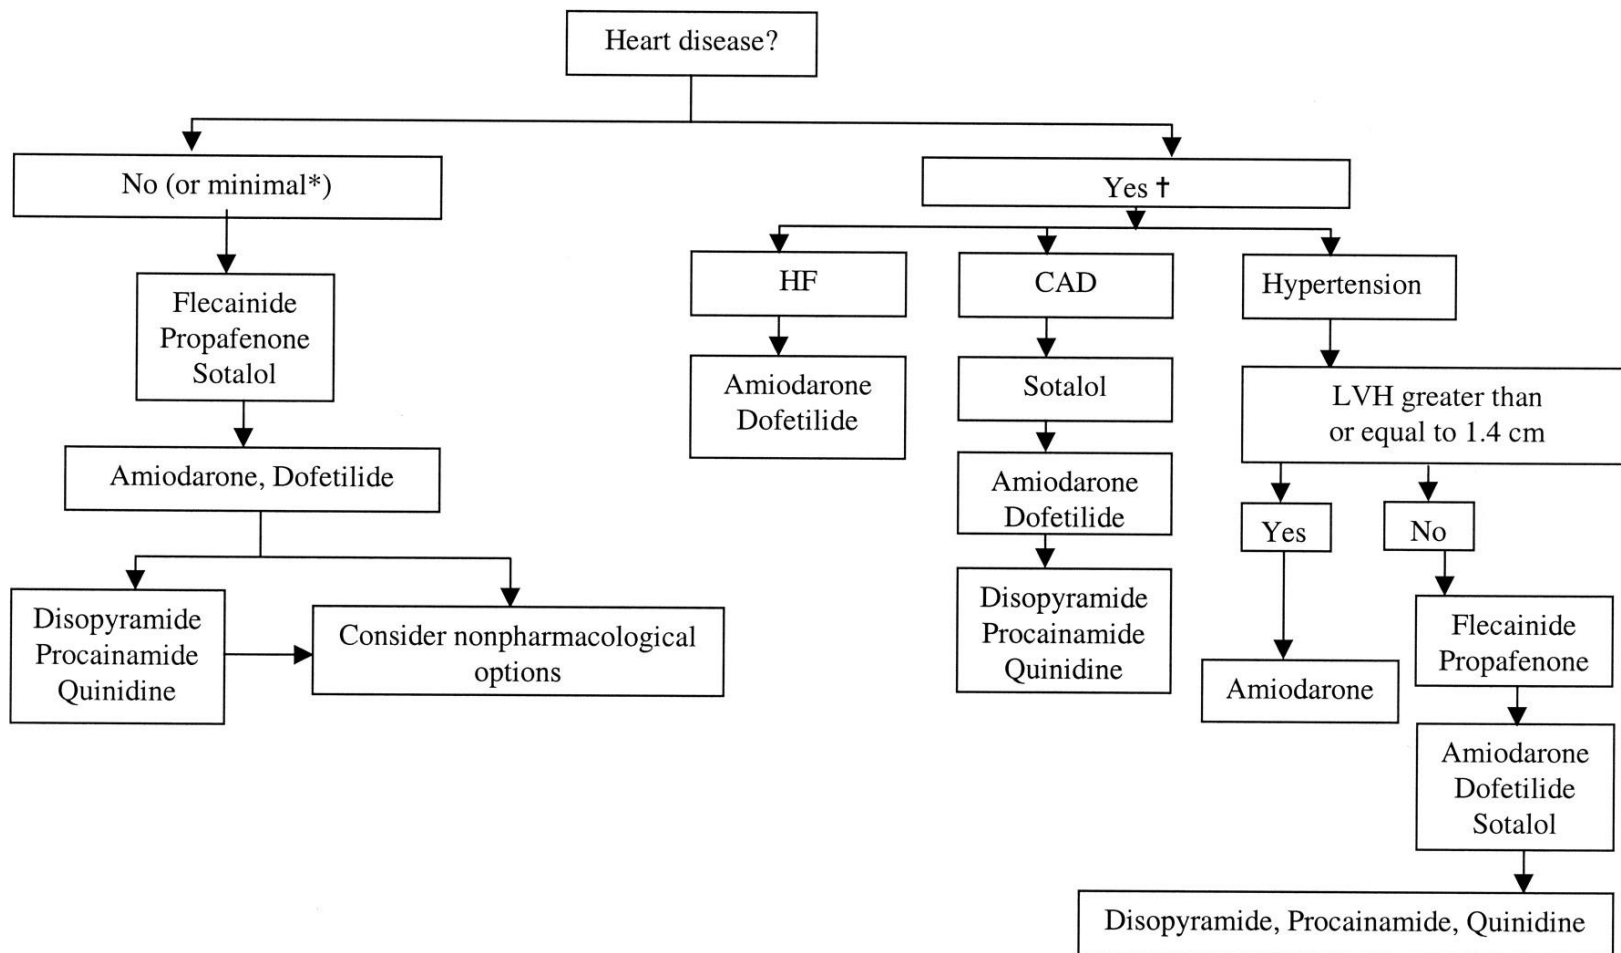 Heart disease?
No (or minimal*)
Yes †
Flecainide
Propafenone
Sotalol
Amiodarone, Dofetilide
Disopyramide
Procainamide
Quinidine
Consider nonpharmacological
options
HF
Amiodarone
Dofetilide
CAD
Sotalol
Amiodarone
Dofetilide
Disopyramide
Procainamide
Quinidine
Hypertension
LVH greater than
or equal to 1.4 cm
Yes
No
Amiodarone
Flecainide
Propafenone
Amiodarone
Dofetilide
Sotalol
Disopyramide, Procainamide, Quinidine